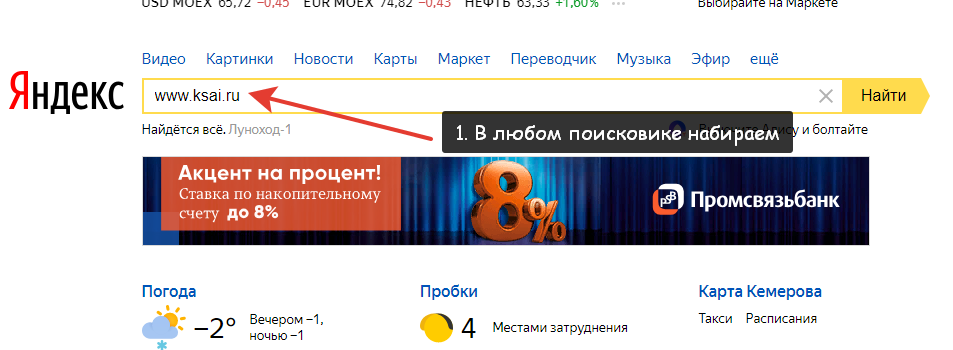 USD MOEX 65,72 −0,45 EUR MOEX 74,82 −0,43 НЕФТЬ 63,33 +1,60% ···
Выбирайте на Маркете
Видео Картинки Новости Карты Маркет Переводчик Музыка Эфир ещё
Яндекс
www.ksai.ru
Найти
Найдётся всё. Луноход-1
1. В любом поисковике набираем
Алису и болтайте
Акцент на процент!
Ставка по накопительному
счету до 8%
8%
PSB Промсвязьбанк
Погода
−2°
Вечером −1,
ночью −1
Пробки
4 Местами затруднения
Карта Кемерова
Такси Расписания